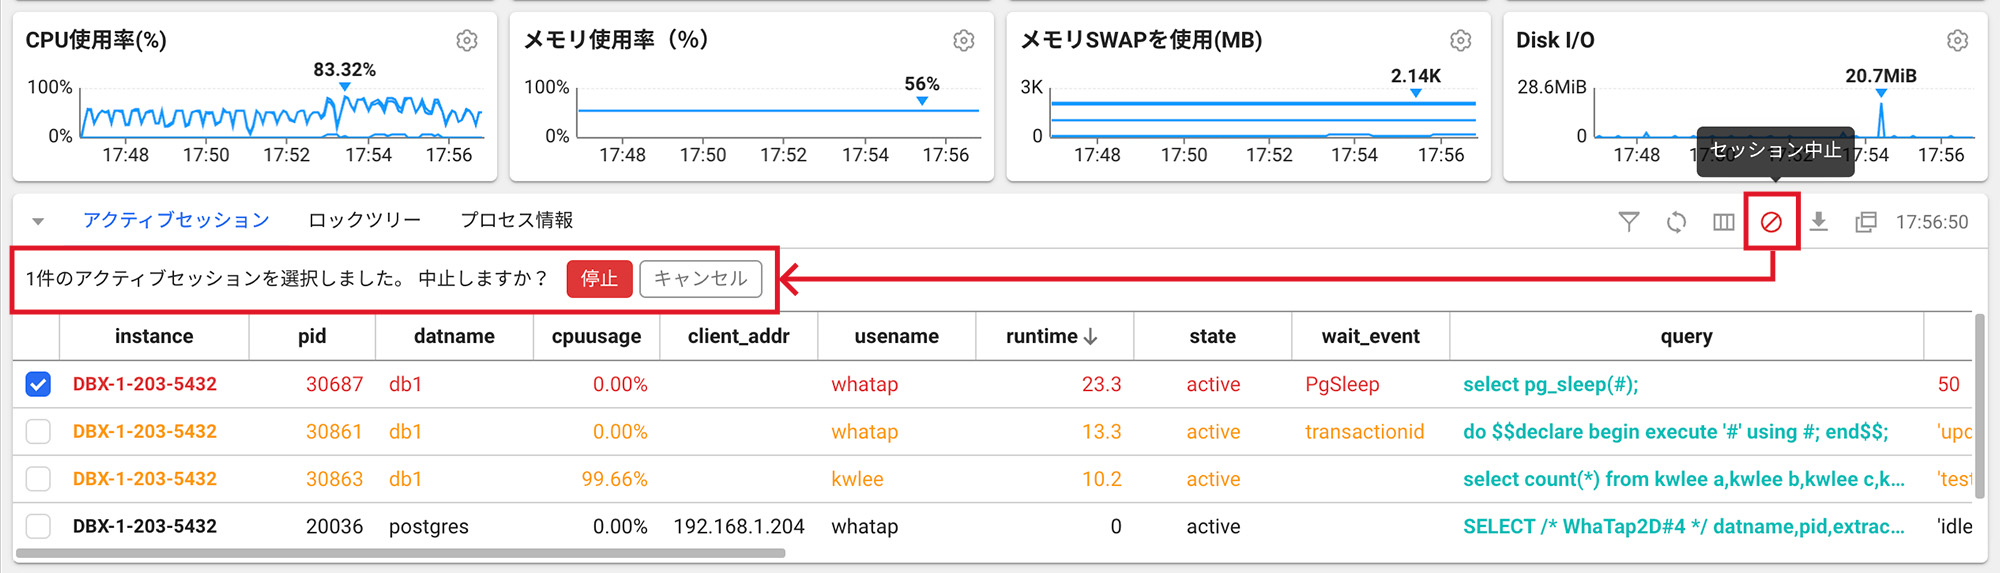 CPU使用率(%)
83.32%
100%
0%
17:48 17:50 17:52 17:54 17:56
メモリ使用率（％）
56%
100%
0%
17:48 17:50 17:52 17:54 17:56
メモリSWAPを使用(MB)
2.14K
3K
0
17:48 17:50 17:52 17:54 17:56
Disk I/O
20.7MiB
28.6MiB
0
17:48 17:54 17:56
セッション中止
アクティブセッション ロックツリー プロセス情報 17:56:50
1件のアクティブセッションを選択しました。 中止しますか？ 停止 キャンセル
instance pid datname cpuusage client_addr usename runtime state wait_event query
DBX-1-203-5432 30687 db1 0.00% whatap 23.3 active PgSleep select pg_sleep(#); 50
DBX-1-203-5432 30861 db1 0.00% whatap 13.3 active transactionid do $$declare begin execute '#' using #; end$$; 'upd
DBX-1-203-5432 30863 db1 99.66% kwlee 10.2 active select count(*) from kwlee a,kwlee b,kwlee c,k... 'test
DBX-1-203-5432 20036 postgres 0.00% 192.168.1.204 whatap 0 active SELECT /* WhaTap2D#4 */ datname,pid,extrac... 'idle